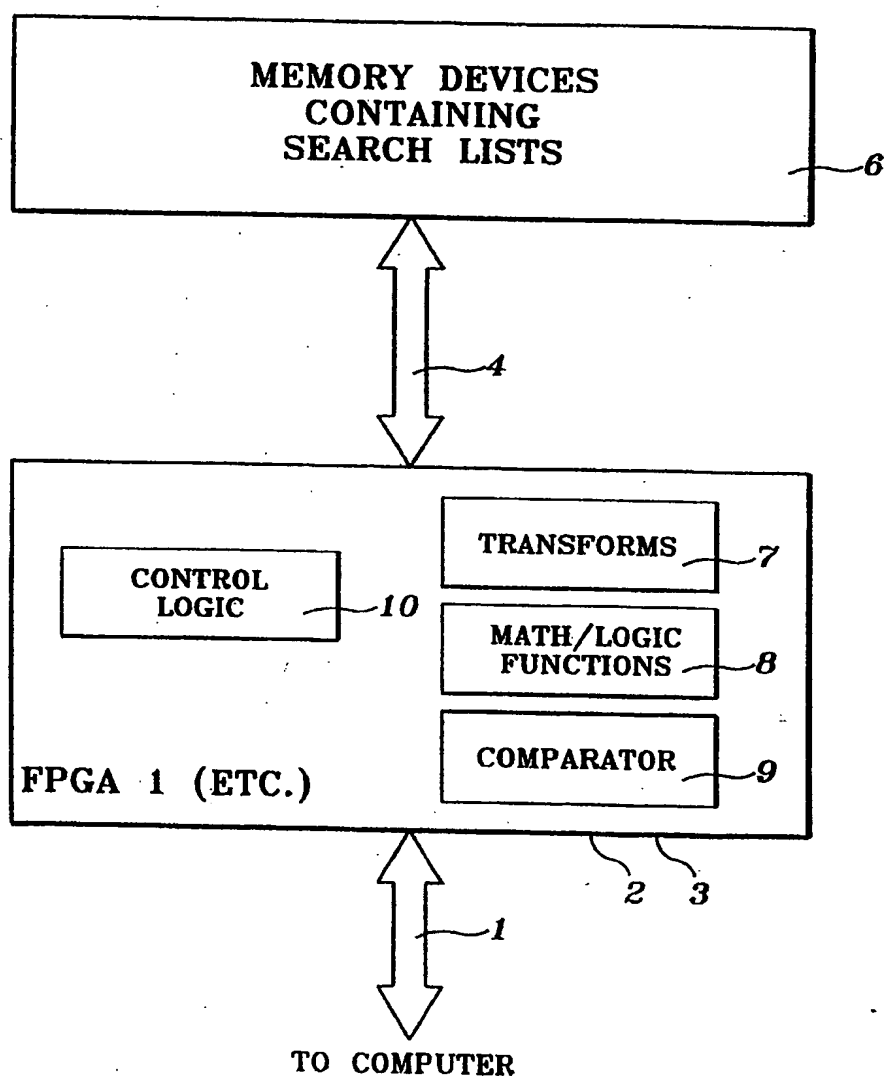 MEMORY DEVICES
CONTAINING
SEARCH LISTS
6
4
TRANSFORMS
7
CONTROL
LOGIC
10
MATH/LOGIC
FUNCTIONS
8
COMPARATOR
9
FPGA 1 (ETC.)
2 3
1
TO COMPUTER